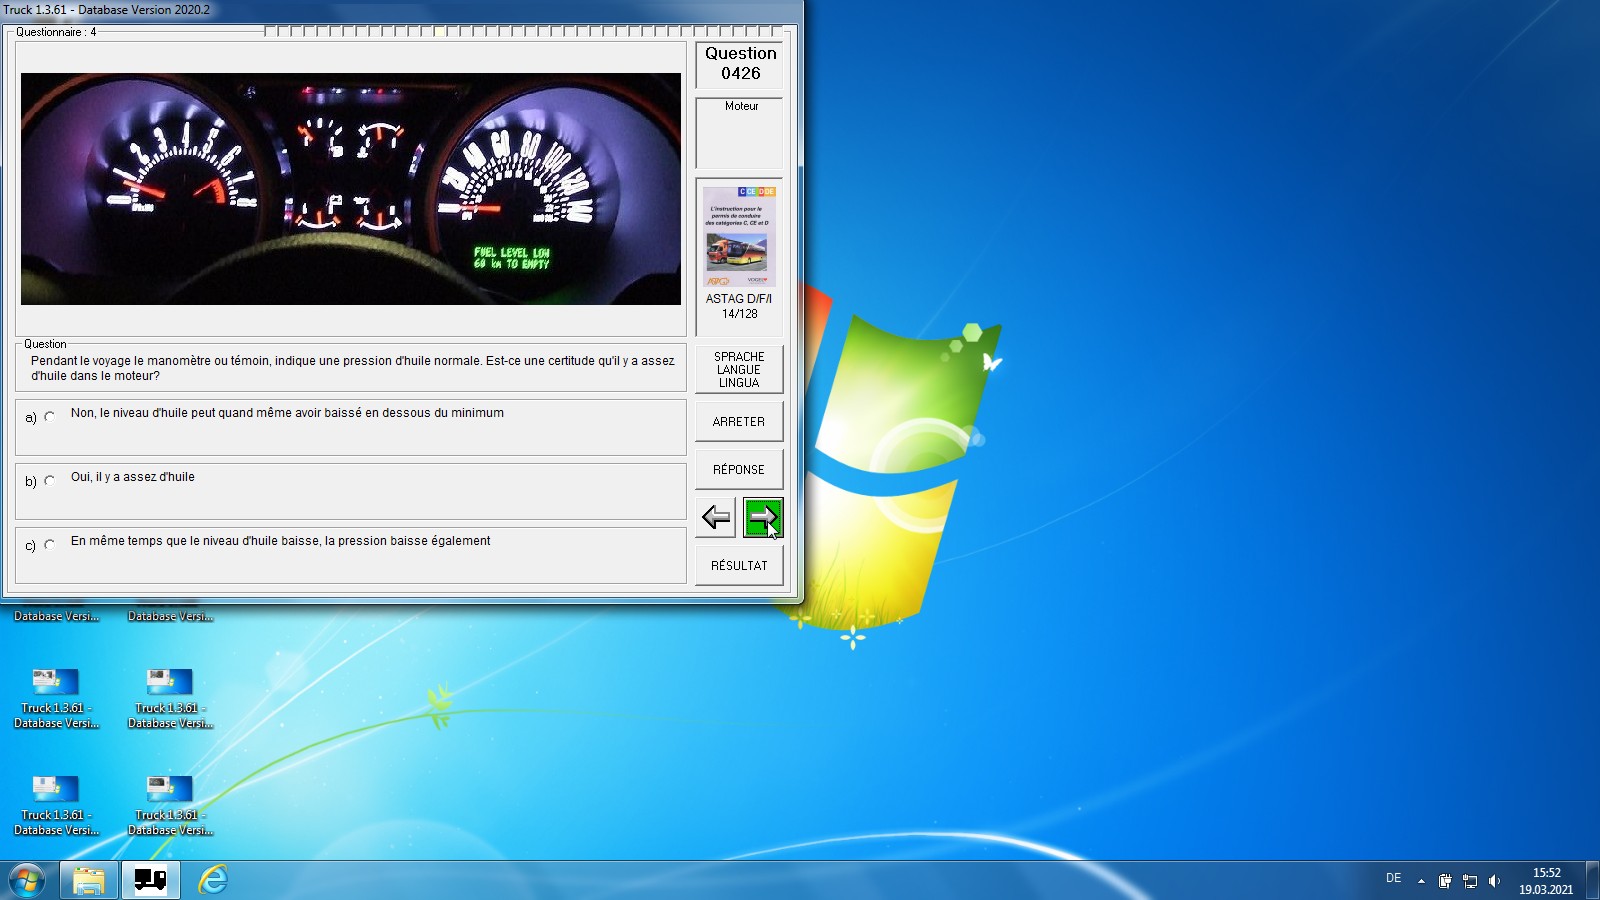 Truck 1.3.61 - Database Version 2020.2
Questionnaire : 4
Question
0426
Moteur
FUEL LEVEL LOW
60 km TO EMPTY
C CE D DE
L'instruction pour le
permis de conduire
des catégories C, CE et D
ASTAG D/F/I
14/128
Question
Pendant le voyage le manomètre ou témoin, indique une pression d'huile normale. Est-ce une certitude qu'il y a assez
d'huile dans le moteur?
a) Non, le niveau d'huile peut quand même avoir baissé en dessous du minimum
b) Oui, il y a assez d'huile
c) En même temps que le niveau d'huile baisse, la pression baisse également
SPRACHE
LANGUE
LINGUA
ARRETER
RÉPONSE
RÉSULTAT
Database Versi...
Database Versi...
Truck 1.3.61 -
Database Versi...
Truck 1.3.61 -
Database Versi...
Truck 1.3.61 -
Database Versi...
Truck 1.3.61 -
Database Versi...
DE
15:52
19.03.2021